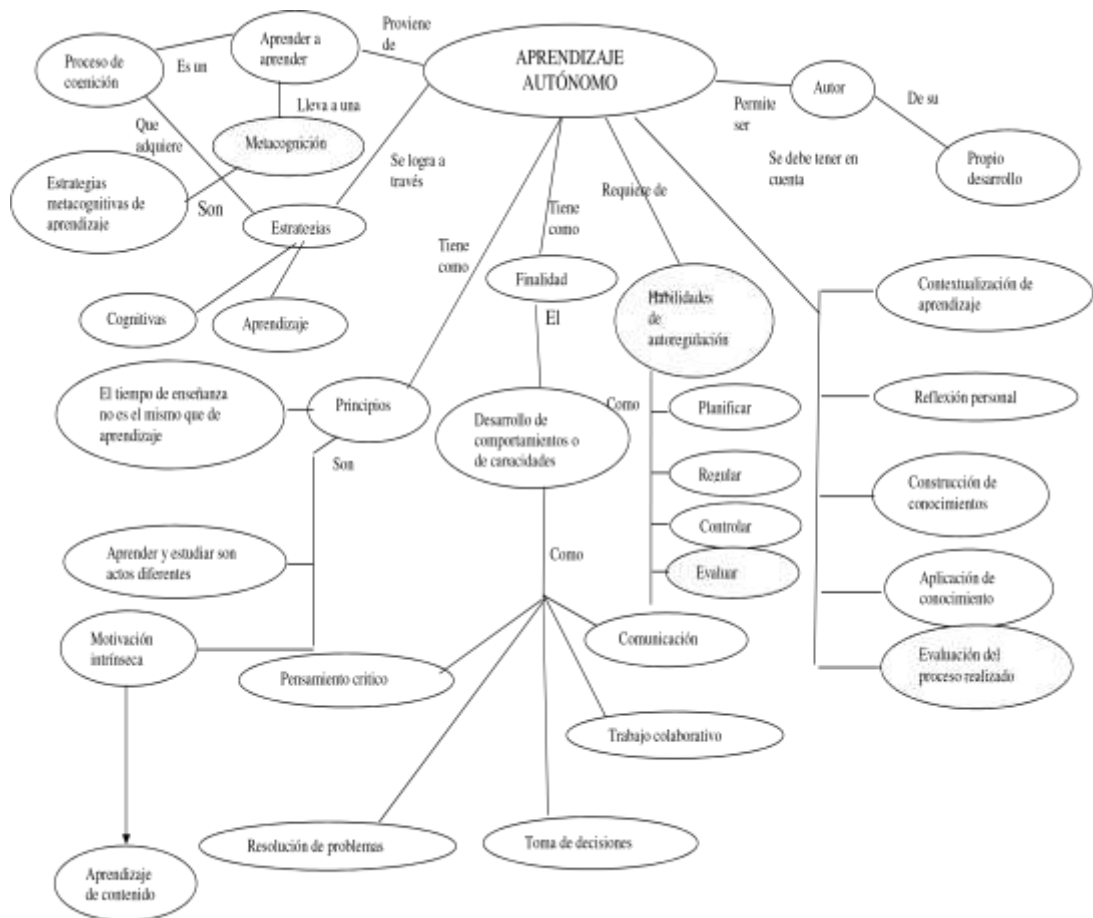 APRENDIZAJE
AUTÓNOMO
Proviene
de
Aprender a
aprender
Es un
Proceso de
cognición
Lleva a una
Metacognición
Que
adquiere
Son
Estrategias
metacognitivas de
aprendizaje
Se logra a
través
Estrategias
Cognitivas
Aprendizaje
Permite
ser
Autor
De su
Propio
desarrollo
Se debe tener en
cuenta
Contextualización de
aprendizaje
Reflexión personal
Construcción de
conocimientos
Aplicación de
conocimiento
Evaluación del
proceso realizado
Requiere de
Habilidades
de
autoregulación
Como
Planificar
Regular
Controlar
Evaluar
Tiene
como
Finalidad
El
Desarrollo de
comportamientos o
de capacidades
Como
Comunicación
Trabajo colaborativo
Toma de decisiones
Resolución de problemas
Pensamiento critico
Tiene
como
Principios
Son
El tiempo de enseñanza
no es el mismo que de
aprendizaje
Aprender y estudiar son
actos diferentes
Motivación
intrínseca
Aprendizaje
de contenido